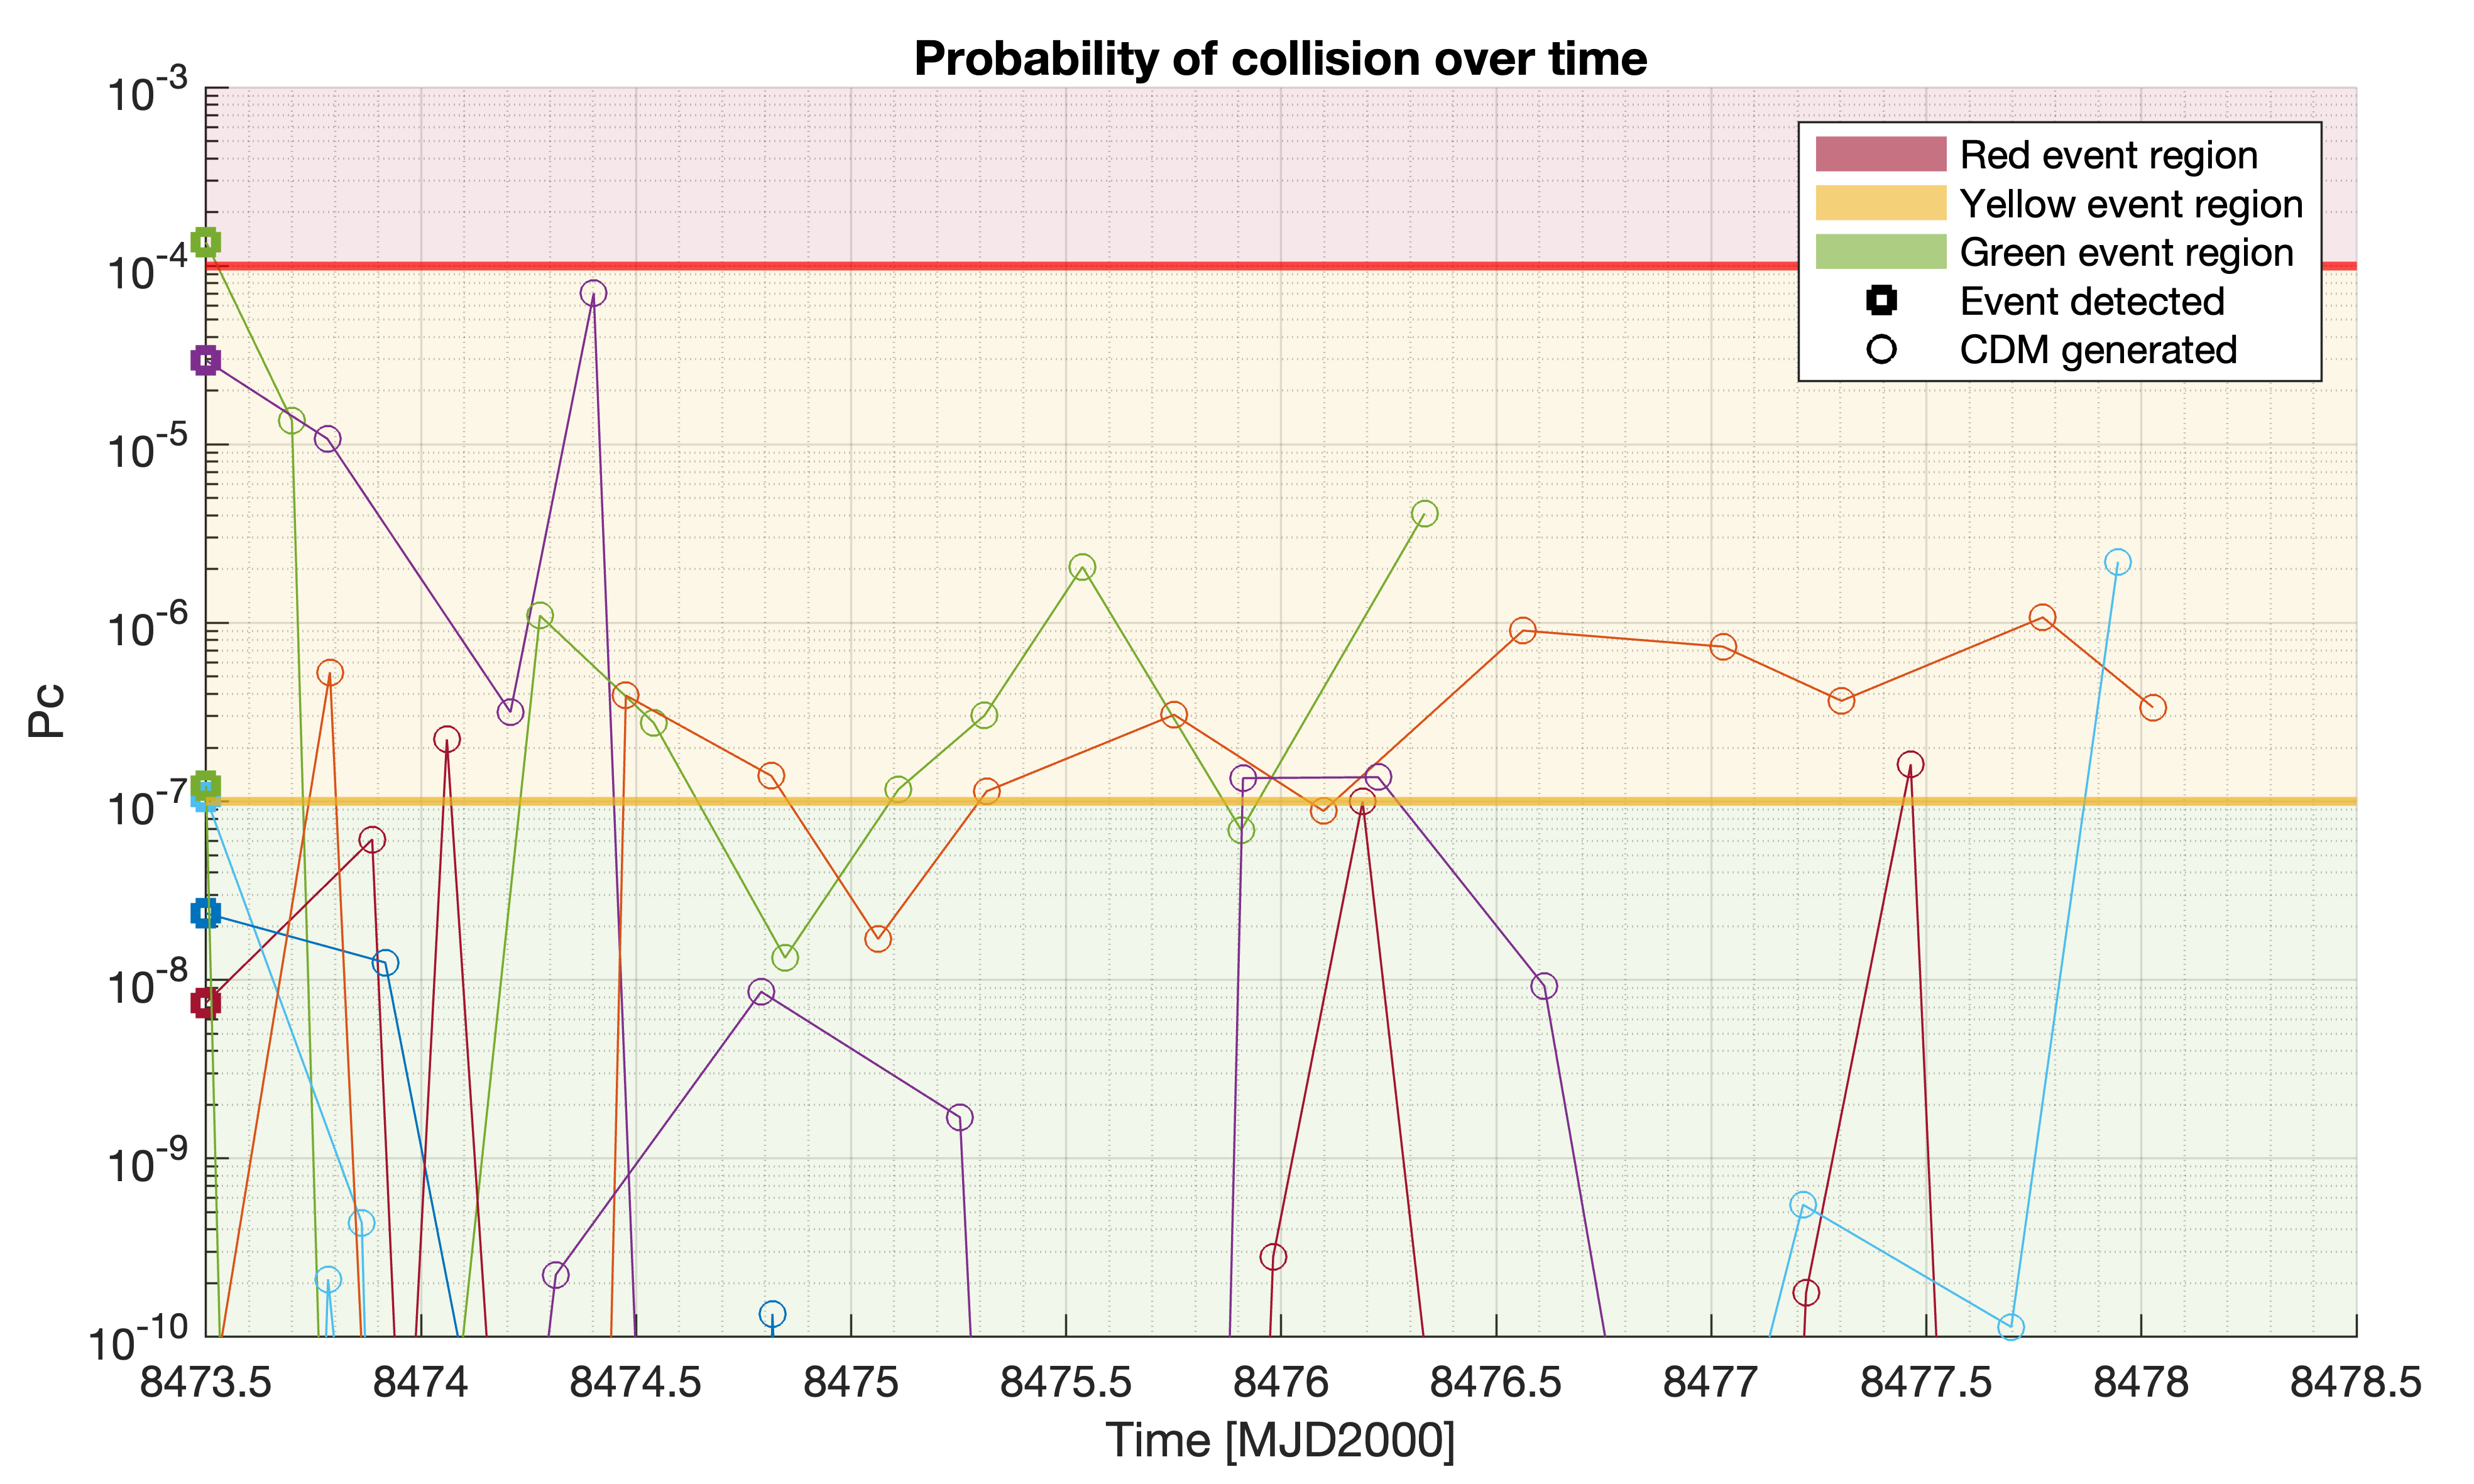 Probability of collision over time
10^-3
10^-4
10^-5
10^-6
10^-7
10^-8
10^-9
10^-10
Pc
Red event region
Yellow event region
Green event region
Event detected
CDM generated
8473.5 8474 8474.5 8475 8475.5 8476 8476.5 8477 8477.5 8478 8478.5
Time [MJD2000]